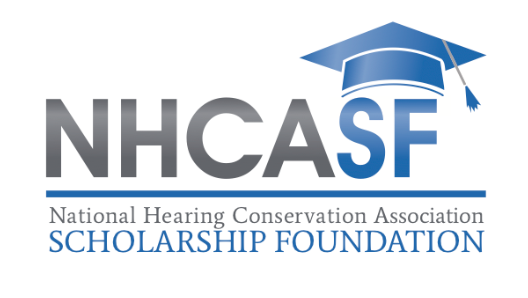 NHCASF
National Hearing Conservation Association
SCHOLARSHIP FOUNDATION